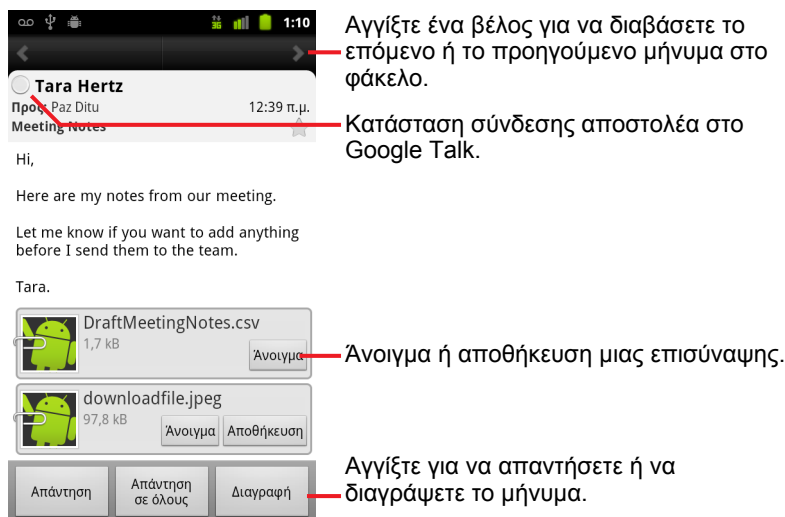 3G 1:10
Αγγίξτε ένα βέλος για να διαβάσετε το
επόμενο ή το προηγούμενο μήνυμα στο
φάκελο.
Tara Hertz
Προς: Paz Ditu 12:39 π.μ.
Meeting Notes
Κατάσταση σύνδεσης αποστολέα στο
Google Talk.
Hi,
Here are my notes from our meeting.
Let me know if you want to add anything
before I send them to the team.
Tara.
DraftMeetingNotes.csv
1,7 kB
Άνοιγμα
Άνοιγμα ή αποθήκευση μιας επισύναψης.
downloadfile.jpeg
97,8 kB
Άνοιγμα Αποθήκευση
Απάντηση
Απάντηση
σε όλους
Διαγραφή
Αγγίξτε για να απαντήσετε ή να
διαγράψετε το μήνυμα.